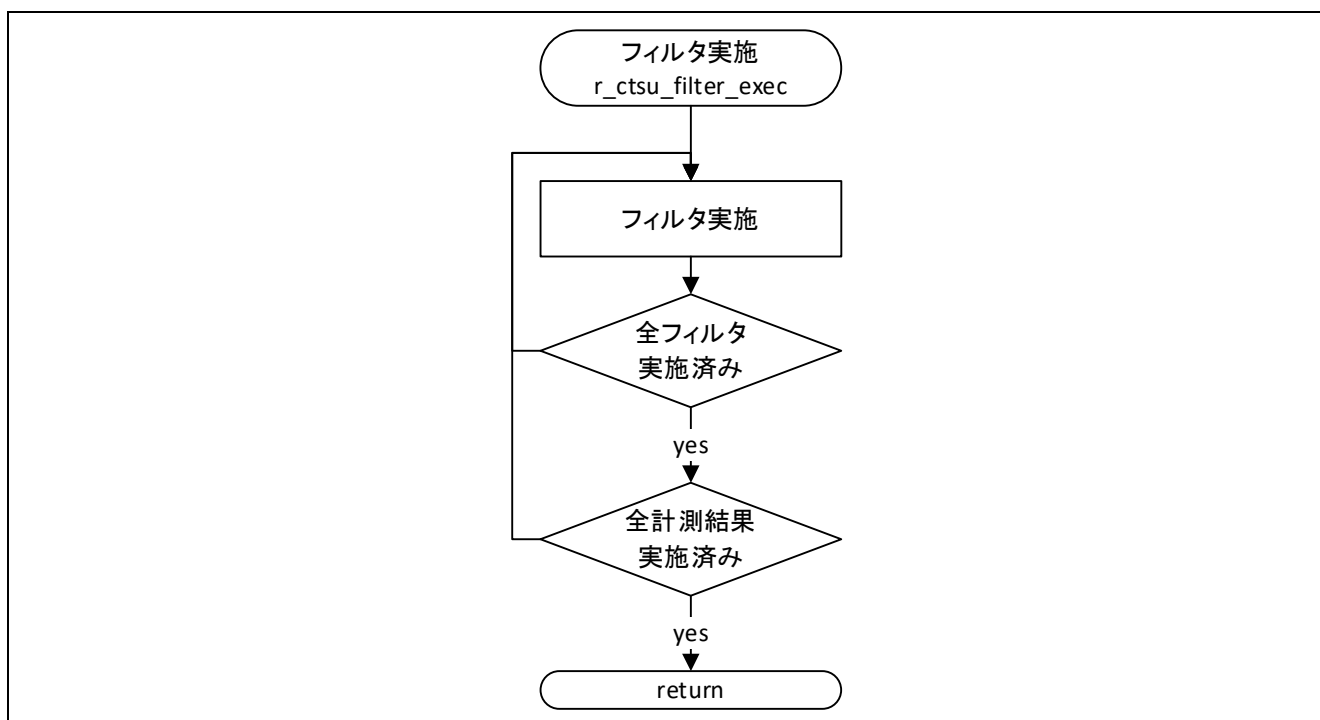 フィルタ実施
r_ctsu_filter_exec
フィルタ実施
全フィルタ
実施済み
yes
全計測結果
実施済み
yes
return